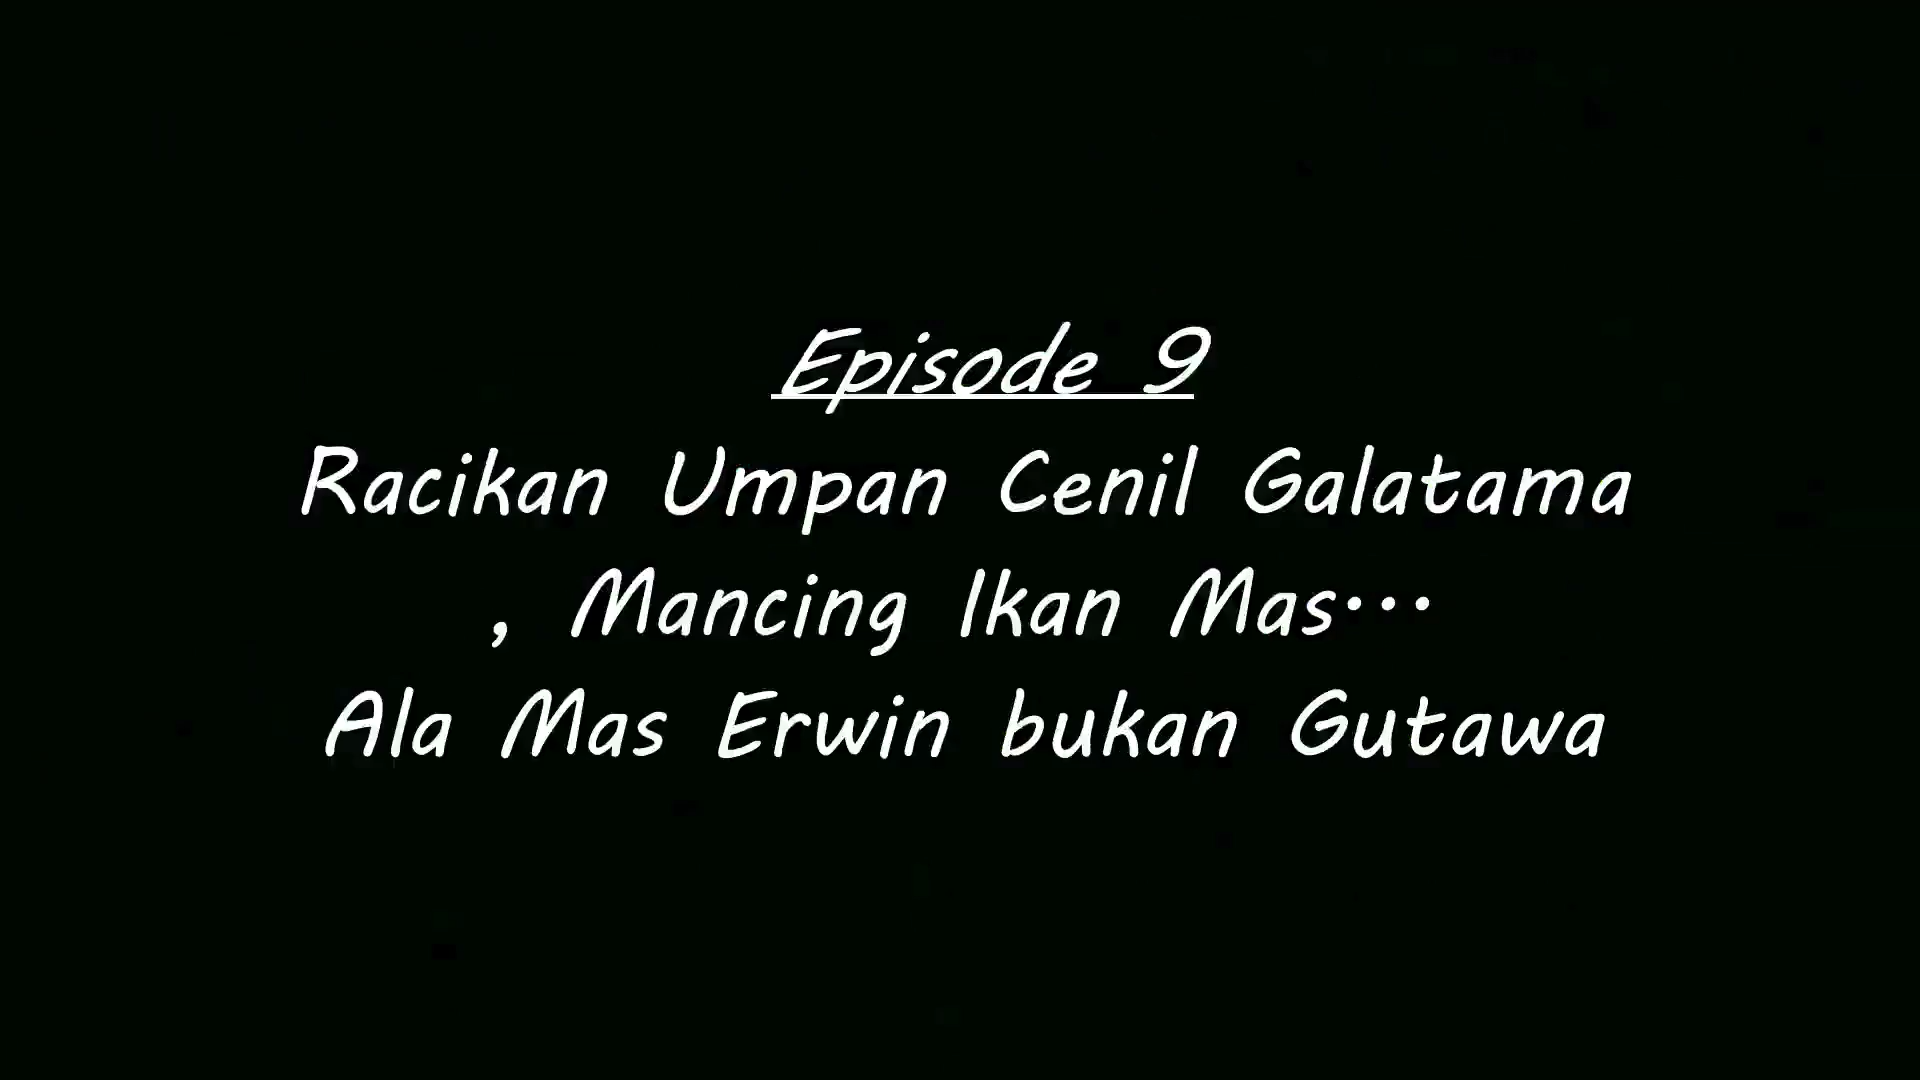 Episode 9
Racikan Umpan Cenil Galatama
, Mancing Ikan Mas...
Ala Mas Erwin bukan Gutawa